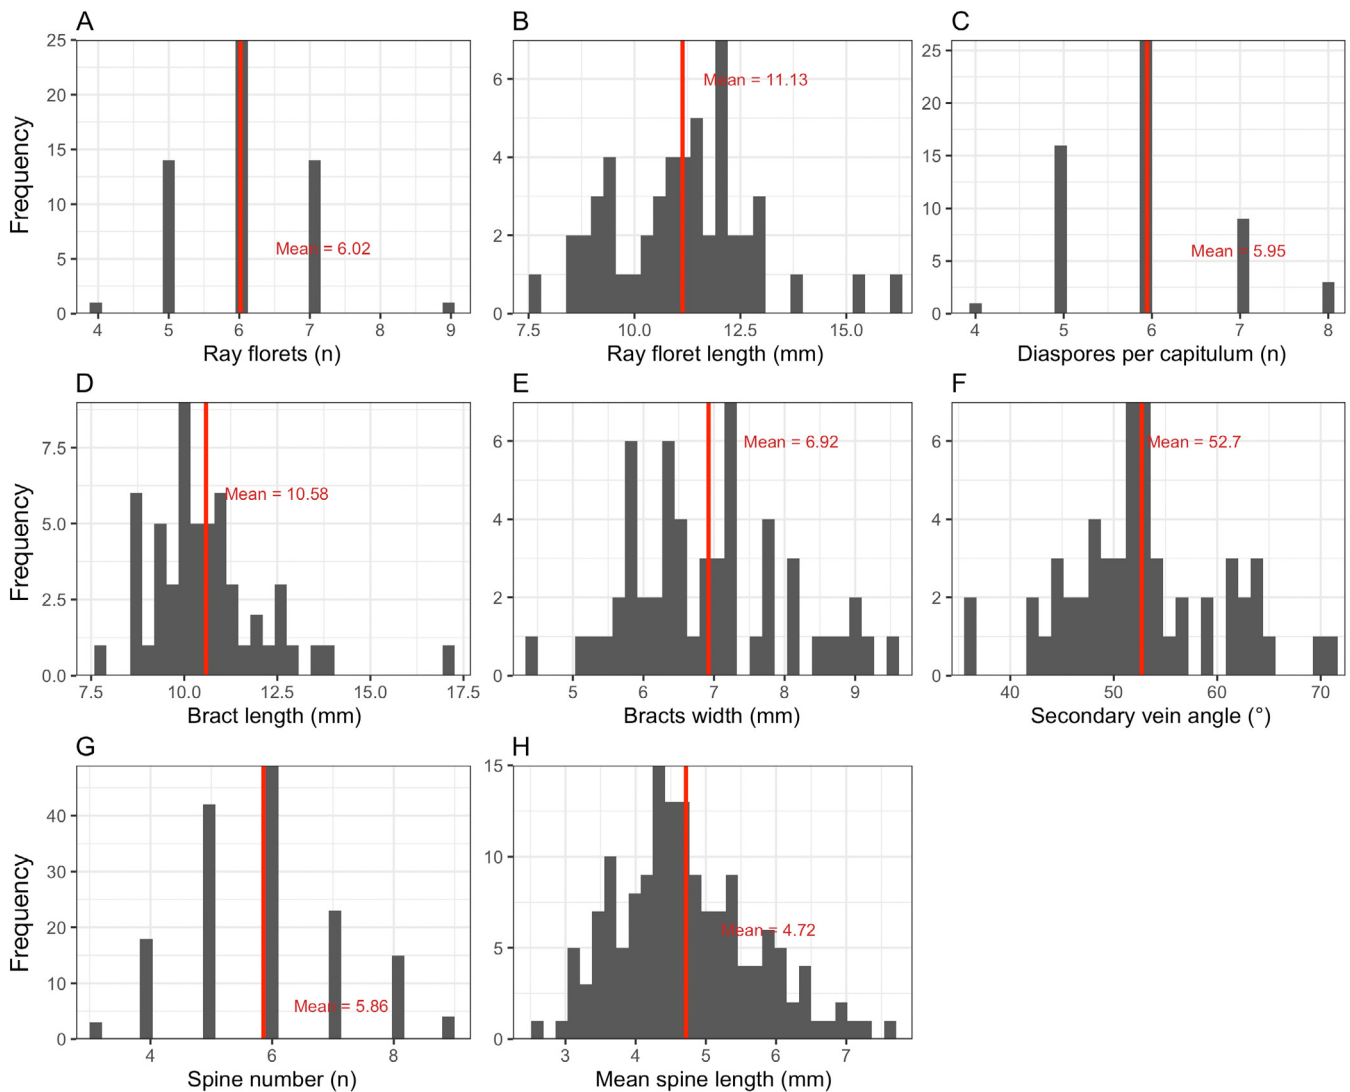 A
B
C
25
20
15
10
5
0
Frequency
Mean = 6.02
4 5 6 7 8 9
Ray florets (n)
6
4
2
0
Mean = 11.13
7.5 10.0 12.5 15.0
Ray floret length (mm)
25
20
15
10
5
0
Mean = 5.95
4 5 6 7 8
Diaspores per capitulum (n)
D
E
F
7.5
5.0
2.5
0.0
Frequency
Mean = 10.58
7.5 10.0 12.5 15.0 17.5
Bract length (mm)
6
4
2
0
Mean = 6.92
5 6 7 8 9
Bracts width (mm)
6
4
2
0
Mean = 52.7
40 50 60 70
Secondary vein angle (°)
G
H
40
30
20
10
0
Frequency
Mean = 5.86
4 6 8
Spine number (n)
15
10
5
0
Mean = 4.72
3 4 5 6 7
Mean spine length (mm)